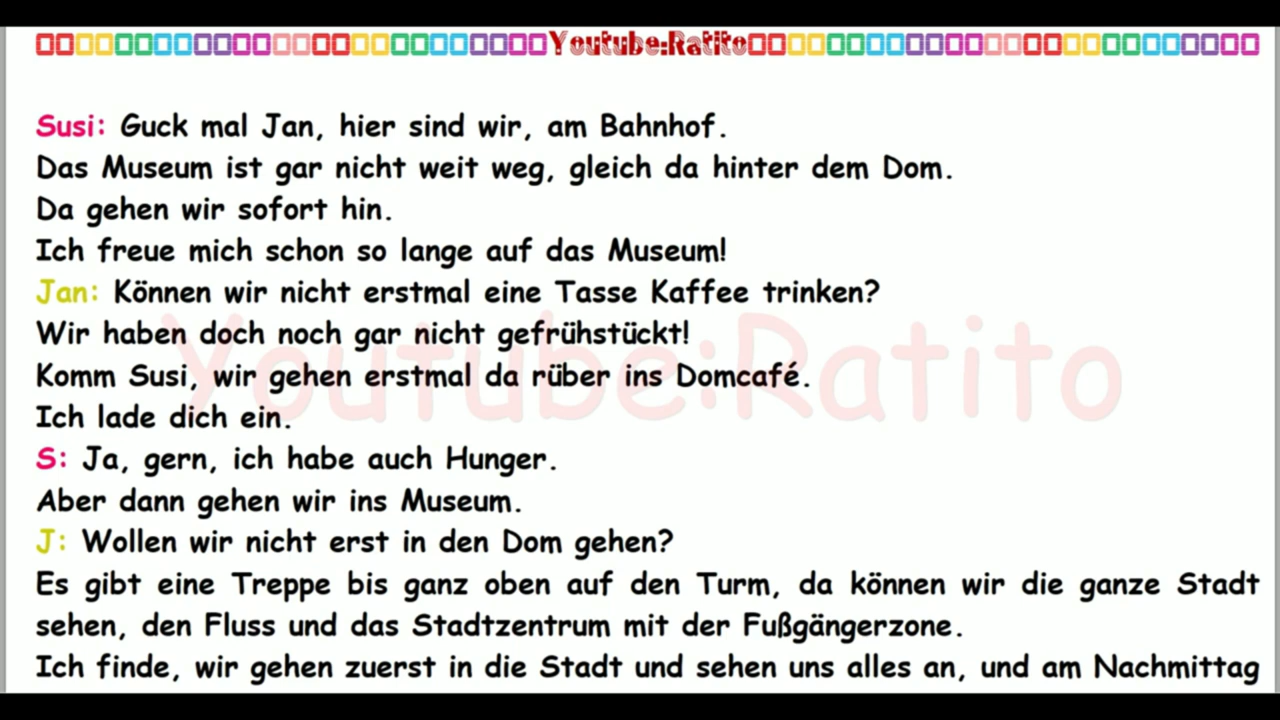 Youtube:Ratito
Susi: Guck mal Jan, hier sind wir, am Bahnhof.
Das Museum ist gar nicht weit weg, gleich da hinter dem Dom.
Da gehen wir sofort hin.
Ich freue mich schon so lange auf das Museum!
Jan: Können wir nicht erstmal eine Tasse Kaffee trinken?
Wir haben doch noch gar nicht gefrühstückt!
Youtube:Ratito
Komm Susi, wir gehen erstmal da rüber ins Domcafé.
Ich lade dich ein.
S: Ja, gern, ich habe auch Hunger.
Aber dann gehen wir ins Museum.
J: Wollen wir nicht erst in den Dom gehen?
Es gibt eine Treppe bis ganz oben auf den Turm, da können wir die ganze Stadt
sehen, den Fluss und das Stadtzentrum mit der Fußgängerzone.
Ich finde, wir gehen zuerst in die Stadt und sehen uns alles an, und am Nachmittag